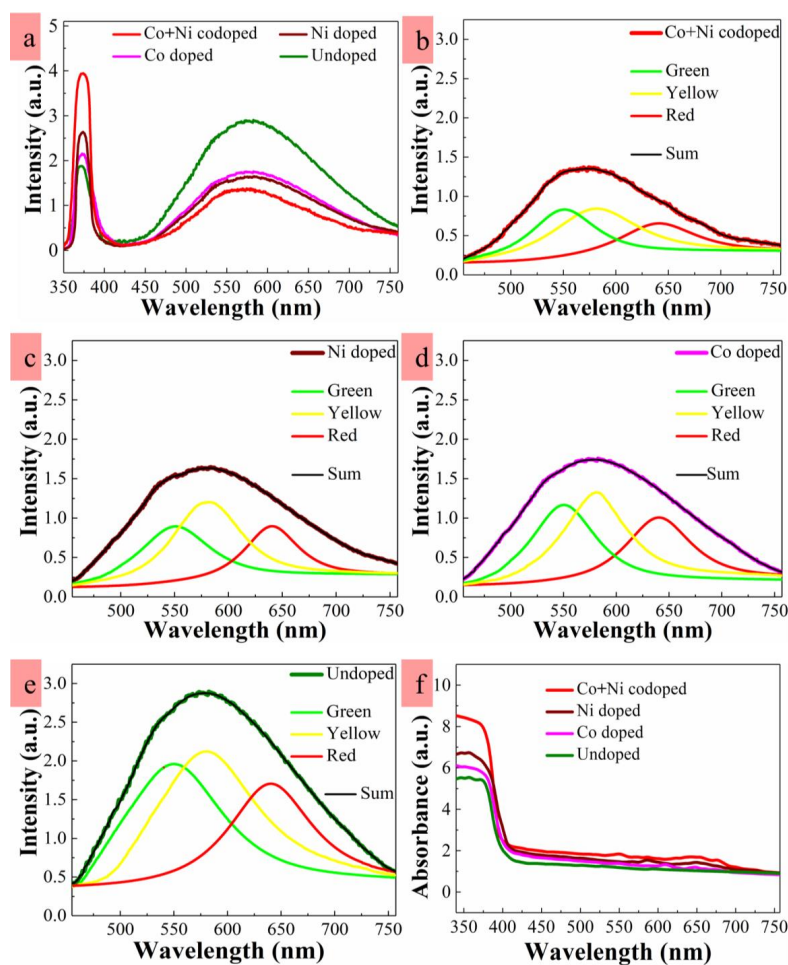 a
Co+Ni codoped Ni doped
Co doped Undoped
5
4
3
2
1
0
Intensity (a.u.)
350 400 450 500 550 600 650 700 750
Wavelength (nm)
b
Co+Ni codoped
Green
Yellow
Red
Sum
3.0
2.5
2.0
1.5
1.0
0.5
0.0
Intensity (a.u.)
500 550 600 650 700 750
Wavelength (nm)
c
Ni doped
Green
Yellow
Red
Sum
3.0
2.5
2.0
1.5
1.0
0.5
0.0
Intensity (a.u.)
500 550 600 650 700 750
Wavelength (nm)
d
Co doped
Green
Yellow
Red
Sum
3.0
2.5
2.0
1.5
1.0
0.5
0.0
Intensity (a.u.)
500 550 600 650 700 750
Wavelength (nm)
e
Undoped
Green
Yellow
Red
Sum
3.0
2.5
2.0
1.5
1.0
0.5
0.0
Intensity (a.u.)
500 550 600 650 700 750
Wavelength (nm)
f
Co+Ni codoped
Ni doped
Co doped
Undoped
10
8
6
4
2
0
Absorbance (a.u.)
350 400 450 500 550 600 650 700 750
Wavelength (nm)